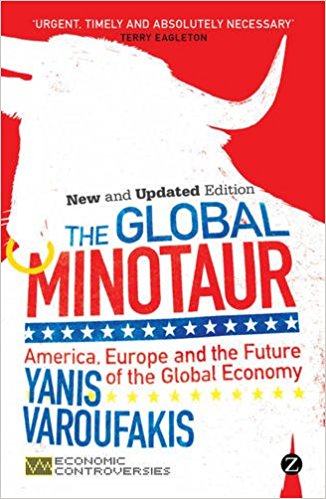 'URGENT, TIMELY AND ABSOLUTELY NECESSARY'
TERRY EAGLETON
New and Updated Edition
THE GLOBAL
MINOTAUR
America, Europe and the Future
of the Global Economy
YANIS
VAROUFAKIS
ECONOMIC
CONTROVERSIES
Z